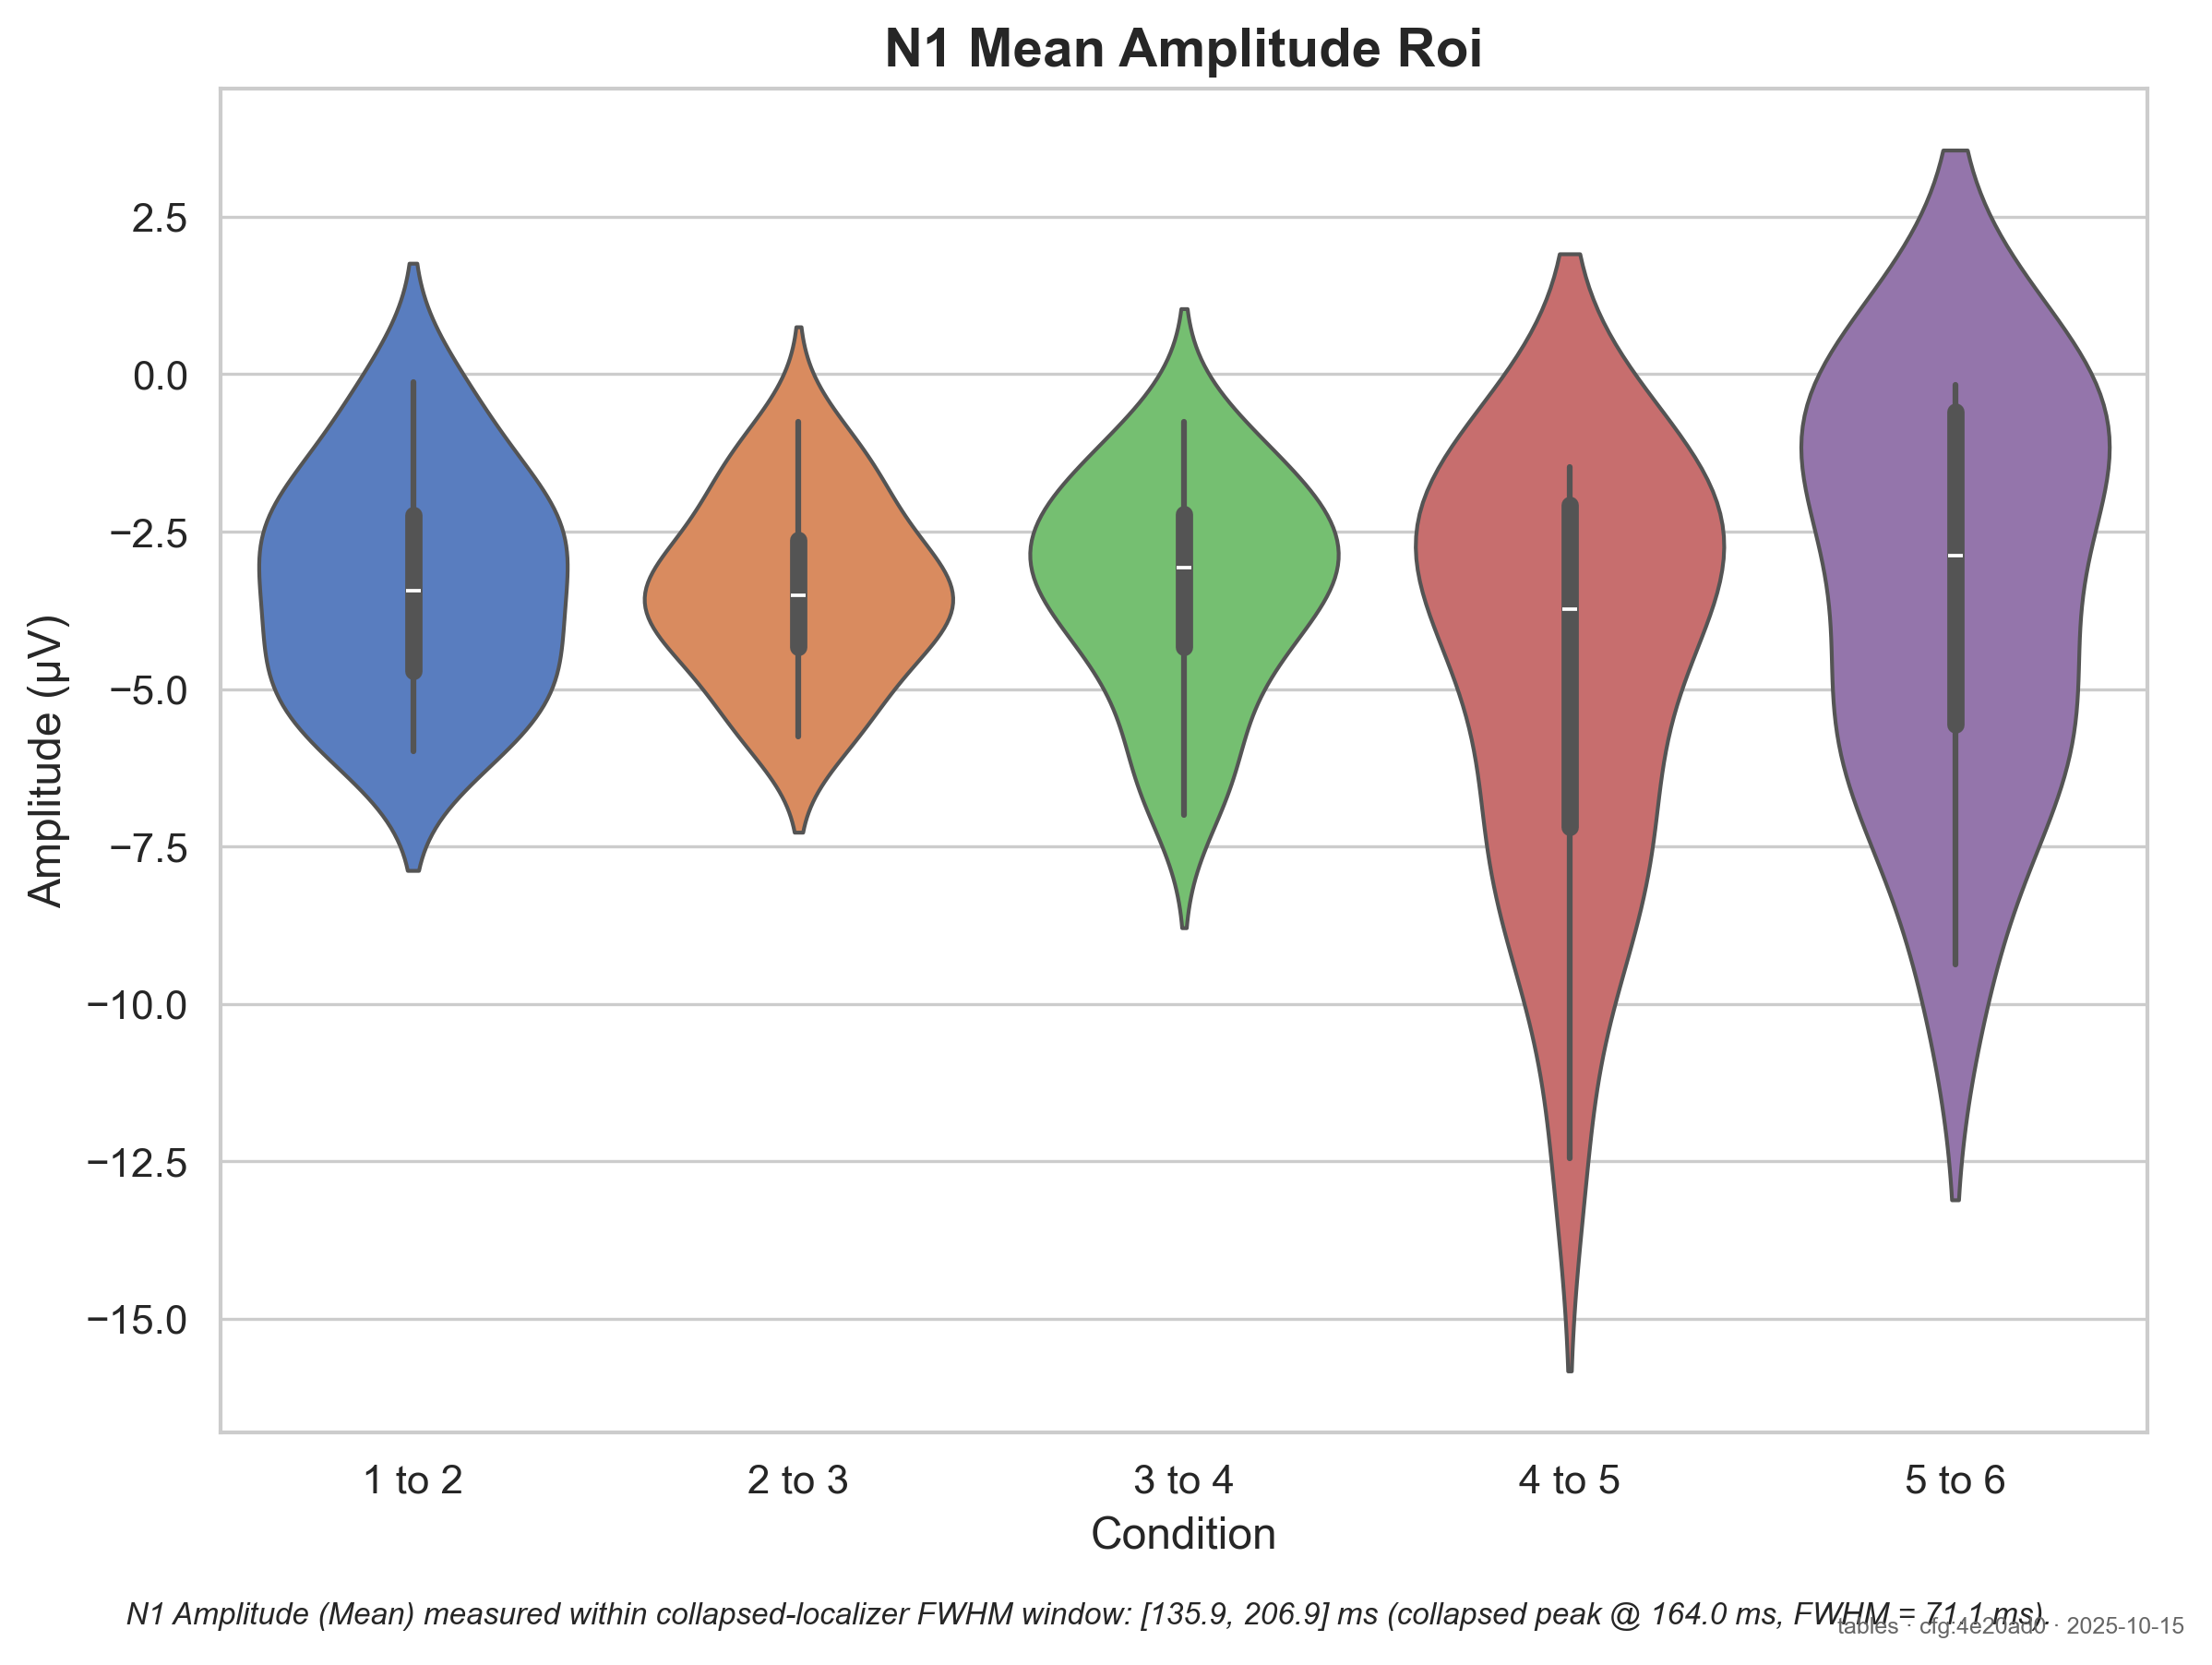 N1 Mean Amplitude Roi
Amplitude (µV)
2.5
0.0
−2.5
−5.0
−7.5
−10.0
−12.5
−15.0
1 to 2
2 to 3
3 to 4
4 to 5
5 to 6
Condition
N1 Amplitude (Mean) measured within collapsed-localizer FWHM window: [135.9, 206.9] ms (collapsed peak @ 164.0 ms, FWHM = 71.1 ms).
tables · cfg:4e20ad0 · 2025-10-15